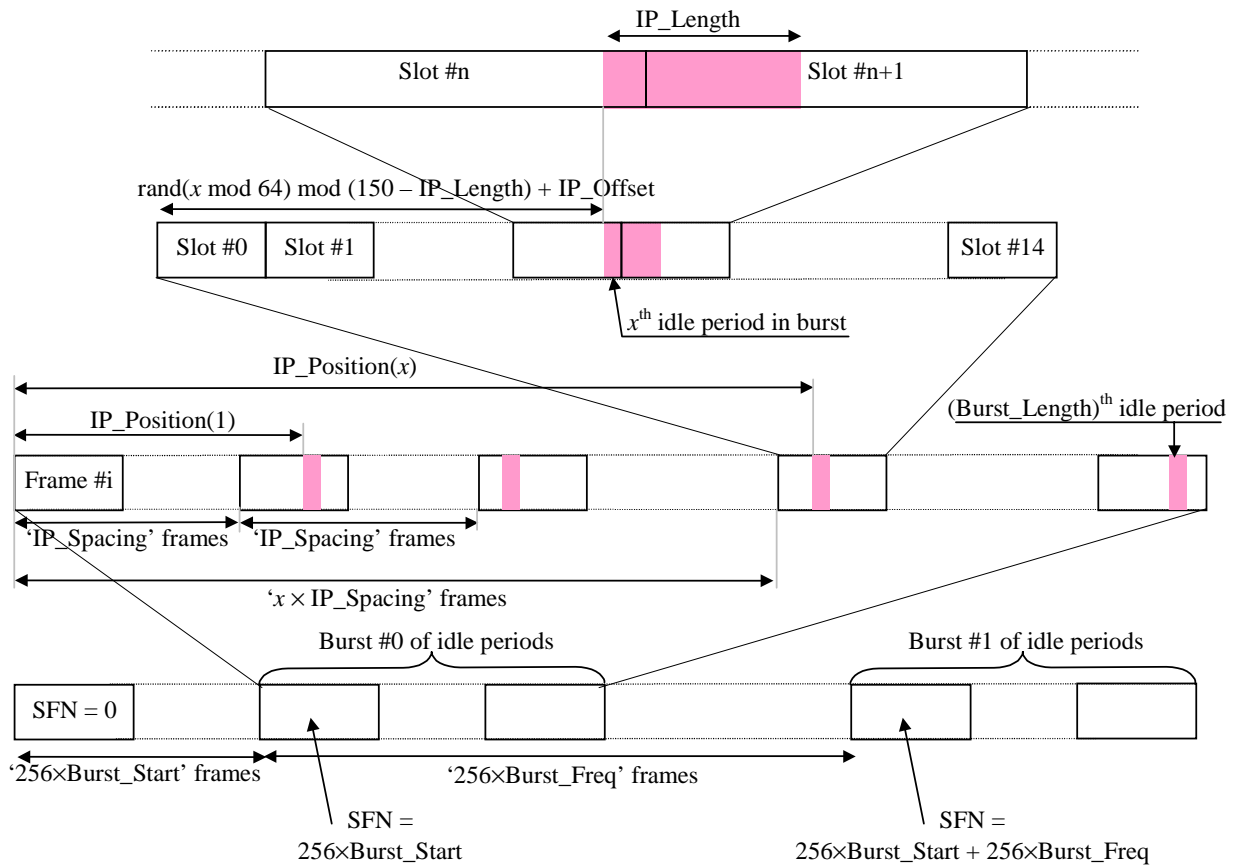 IP_Length
Slot #n
Slot #n+1
rand(x mod 64) mod (150 – IP_Length) + IP_Offset
Slot #0
Slot #1
Slot #14
xth idle period in burst
IP_Position(x)
(Burst_Length)th idle period
IP_Position(1)
Frame #i
‘IP_Spacing’ frames
‘IP_Spacing’ frames
‘x × IP_Spacing’ frames
Burst #0 of idle periods
Burst #1 of idle periods
SFN = 0
‘256×Burst_Start’ frames
‘256×Burst_Freq’ frames
SFN =
256×Burst_Start
SFN =
256×Burst_Start + 256×Burst_Freq